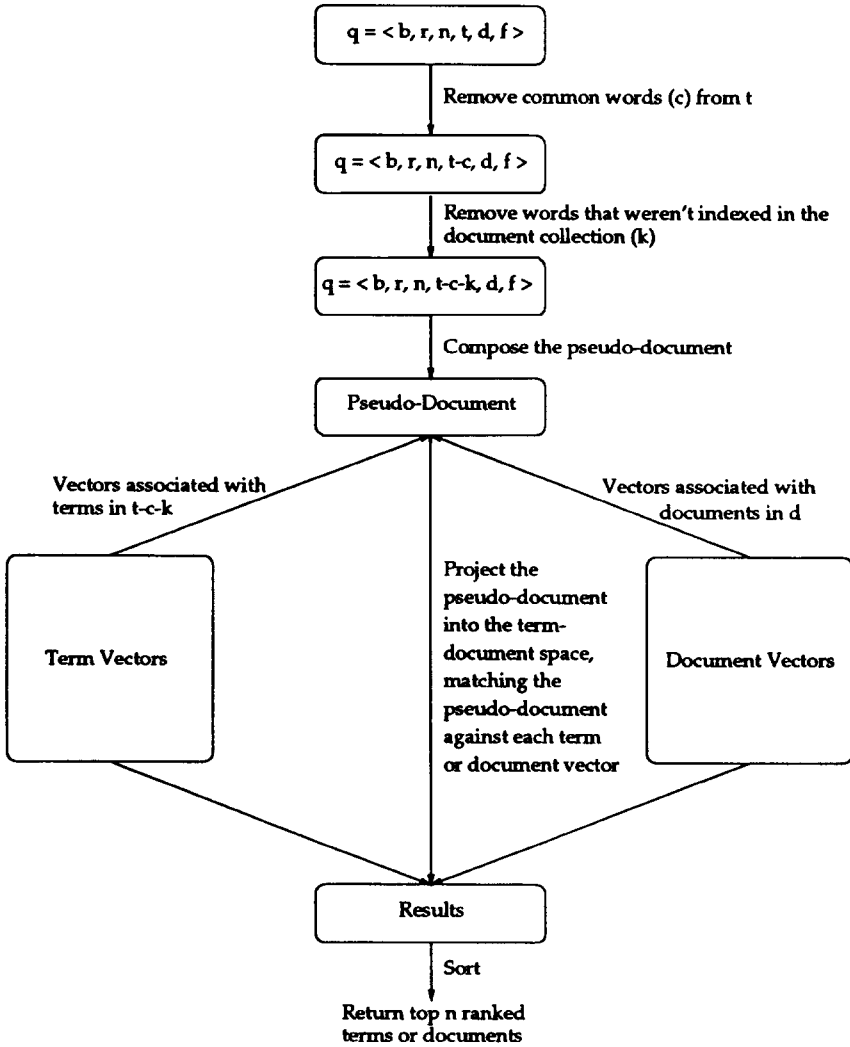 q = < b, r, n, t, d, f >
Remove common words (c) from t
q = < b, r, n, t-c, d, f >
Remove words that weren't indexed in the
document collection (k)
q = < b, r, n, t-c-k, d, f >
Compose the pseudo-document
Pseudo-Document
Vectors associated with
terms in t-c-k
Vectors associated with
documents in d
Term Vectors
Project the
pseudo-document
into the term-
document space,
matching the
pseudo-document
against each term
or document vector
Document Vectors
Results
Sort
Return top n ranked
terms or documents